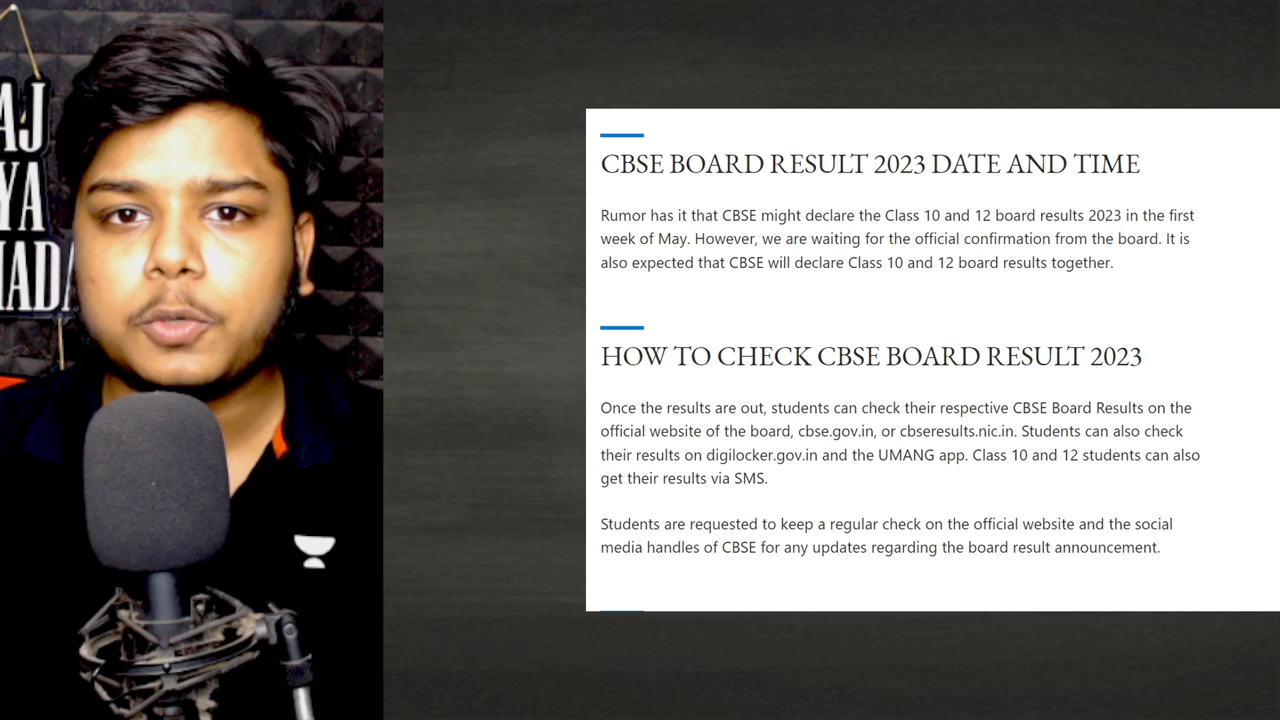 AJ
YA
HADA
CBSE BOARD RESULT 2023 DATE AND TIME
Rumor has it that CBSE might declare the Class 10 and 12 board results 2023 in the first
week of May. However, we are waiting for the official confirmation from the board. It is
also expected that CBSE will declare Class 10 and 12 board results together.
HOW TO CHECK CBSE BOARD RESULT 2023
Once the results are out, students can check their respective CBSE Board Results on the
official website of the board, cbse.gov.in, or cbseresults.nic.in. Students can also check
their results on digilocker.gov.in and the UMANG app. Class 10 and 12 students can also
get their results via SMS.
Students are requested to keep a regular check on the official website and the social
media handles of CBSE for any updates regarding the board result announcement.